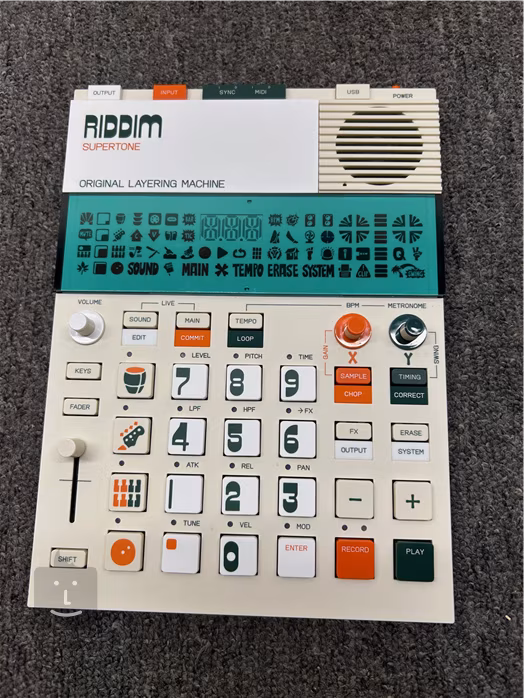 OUTPUT INPUT SYNC MIDI USB POWER
RIDDIM
SUPERTONE
ORIGINAL LAYERING MACHINE
SOUND MAIN TEMPO ERASE SYSTEM
VOLUME LIVE BPM METRONOME
SOUND MAIN TEMPO
EDIT COMMIT LOOP
GAIN X Y SWING
LEVEL PITCH TIME
KEYS 7 8 9 SAMPLE TIMING
CHOP CORRECT
FADER LPF HPF →FX
4 5 6 FX ERASE
OUTPUT SYSTEM
ATK REL PAN
1 2 3 - +
TUNE VEL MOD
SHIFT 0 ENTER RECORD PLAY